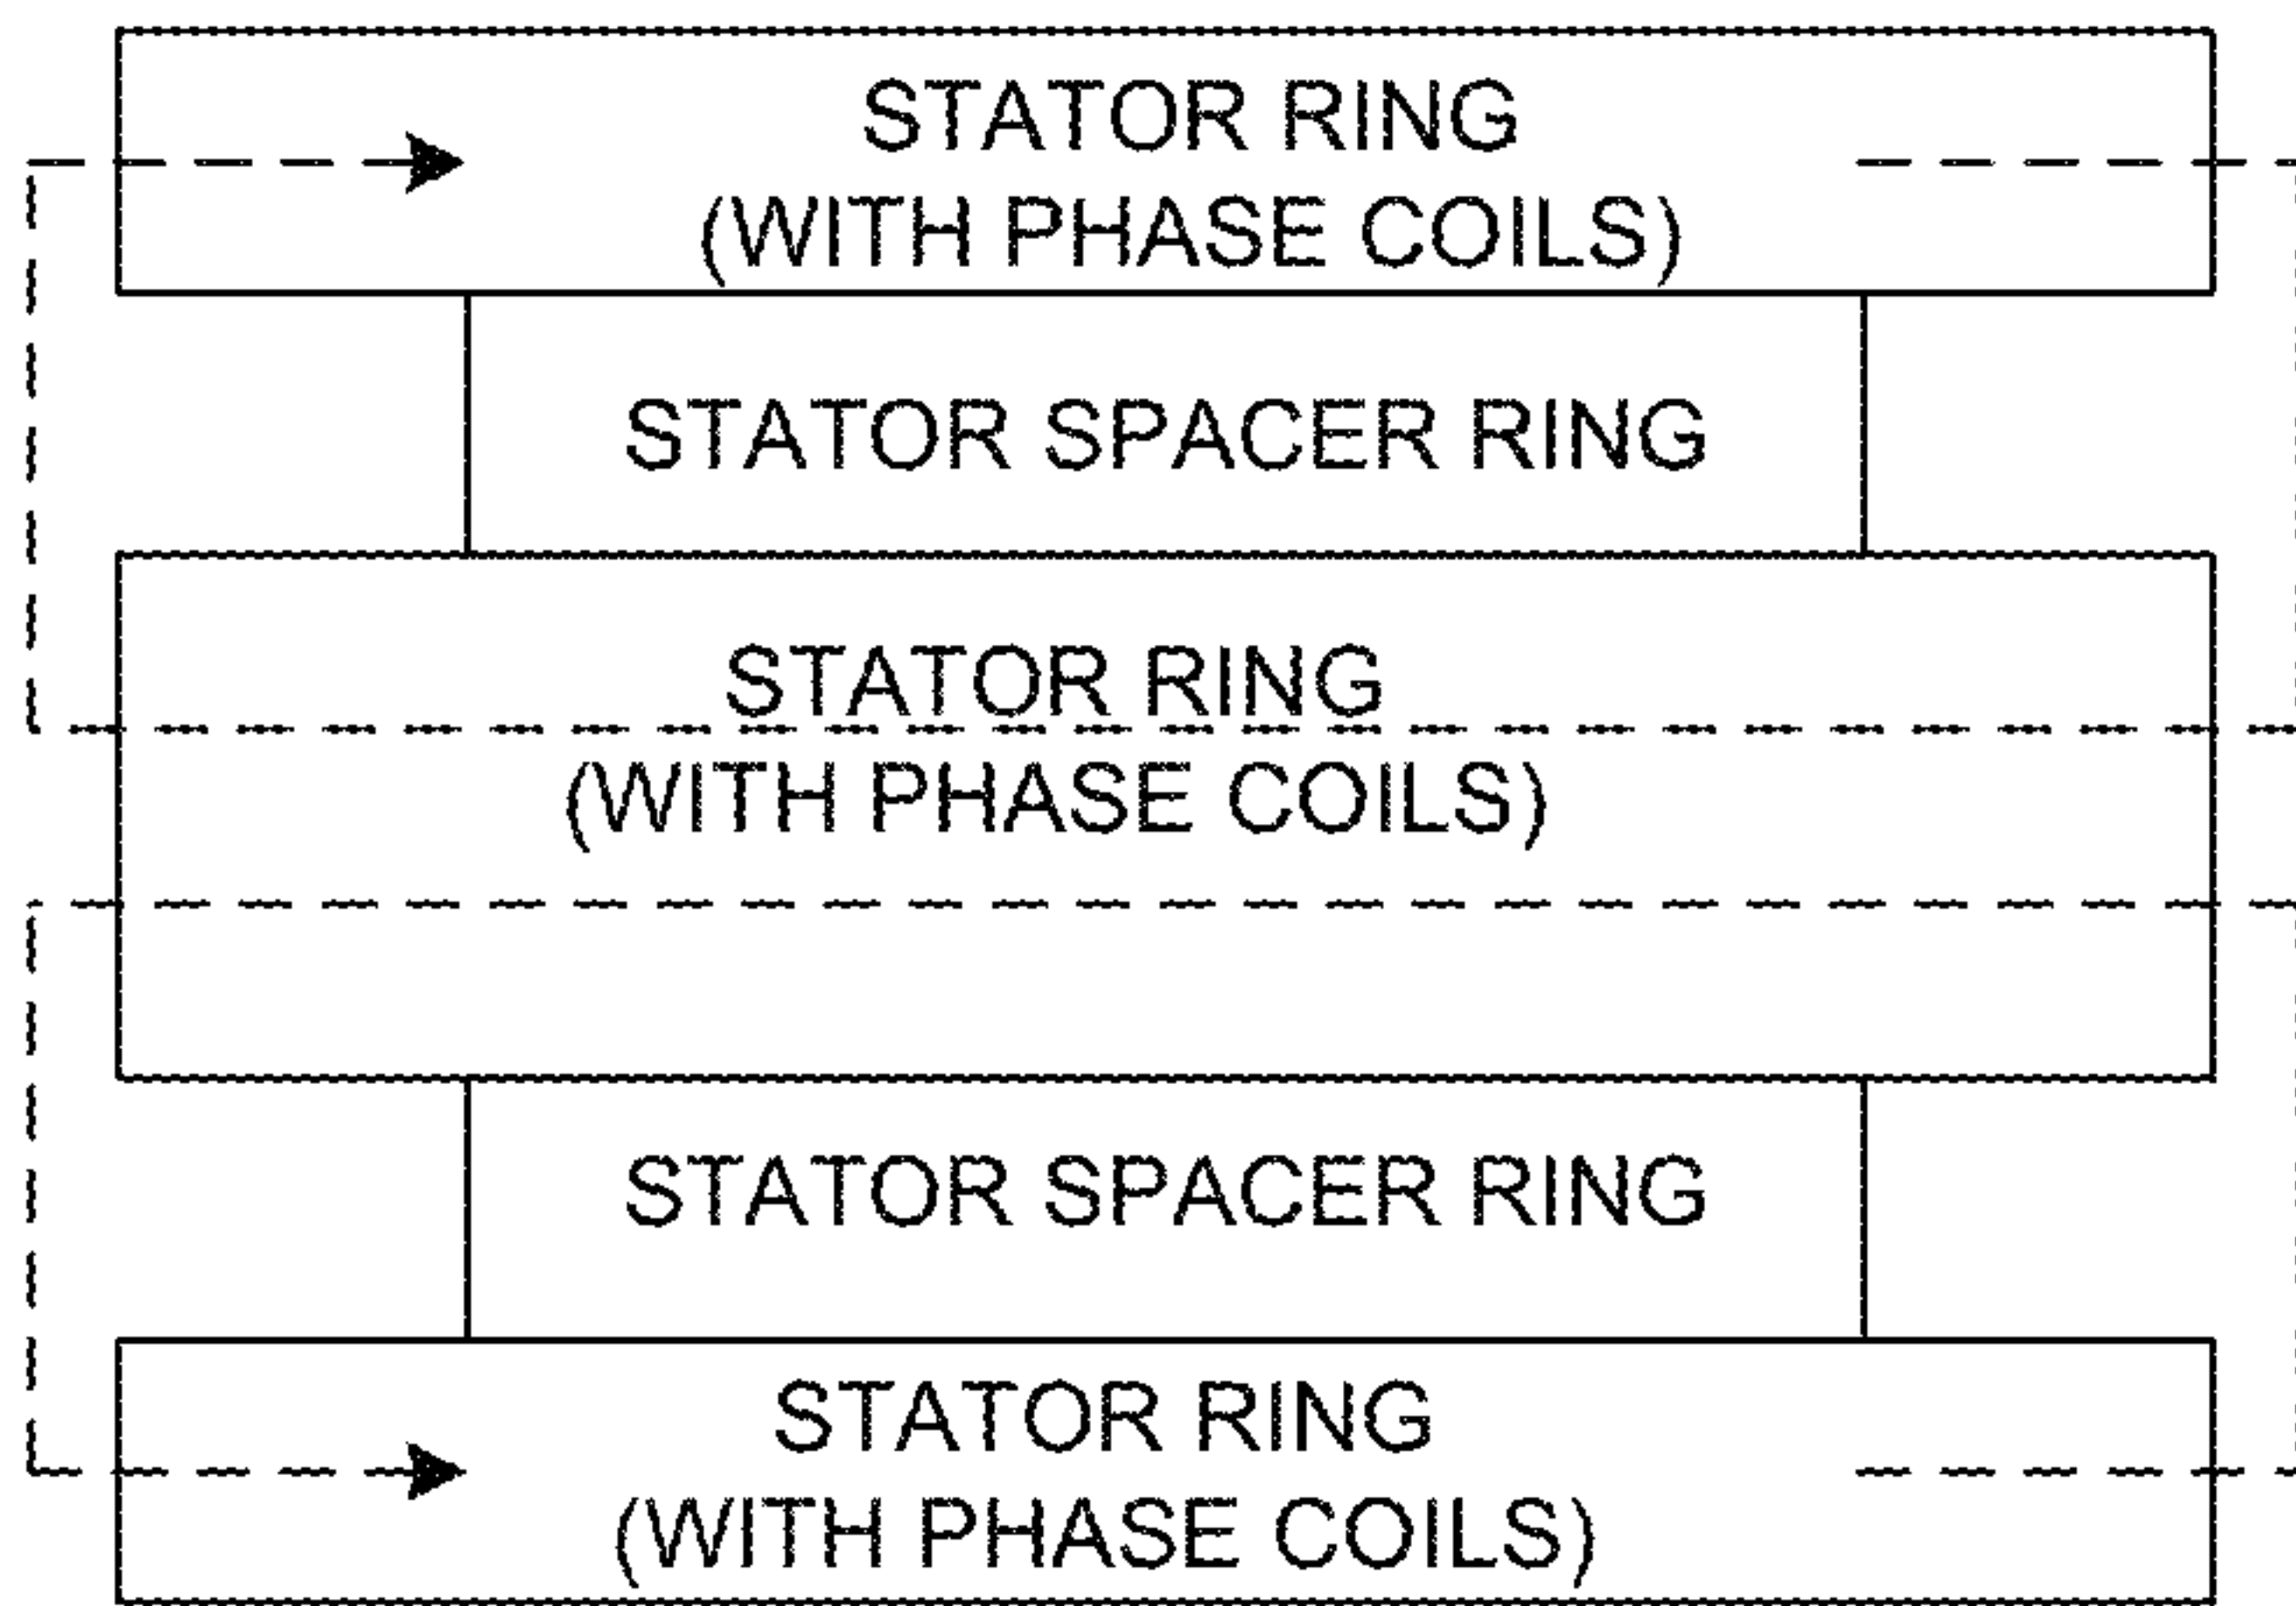 STATOR RING
(WITH PHASE COILS)
STATOR SPACER RING
STATOR RING
(WITH PHASE COILS)
STATOR SPACER RING
STATOR RING
(WITH PHASE COILS)